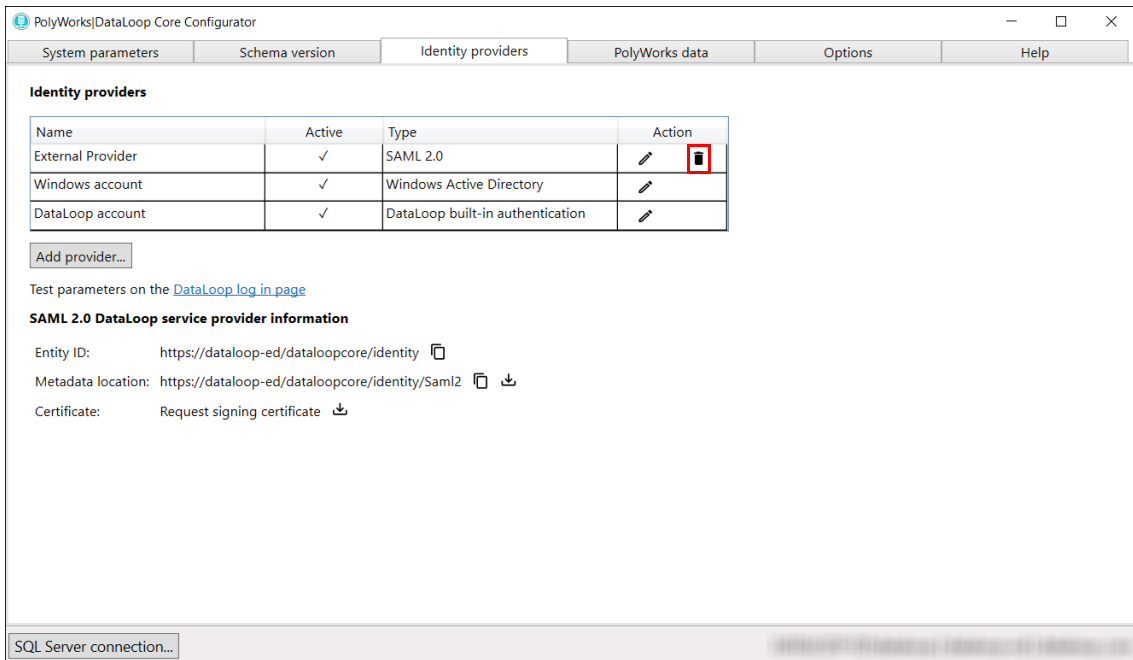 PolyWorks|DataLoop Core Configurator
System parameters Schema version Identity providers PolyWorks data Options Help
Identity providers
Name Active Type Action
External Provider ✓ SAML 2.0
Windows account ✓ Windows Active Directory
DataLoop account ✓ DataLoop built-in authentication
Add provider...
Test parameters on the DataLoop log in page
SAML 2.0 DataLoop service provider information
Entity ID: https://dataloop-ed/dataloopcore/identity
Metadata location: https://dataloop-ed/dataloopcore/identity/Saml2
Certificate: Request signing certificate
SQL Server connection...